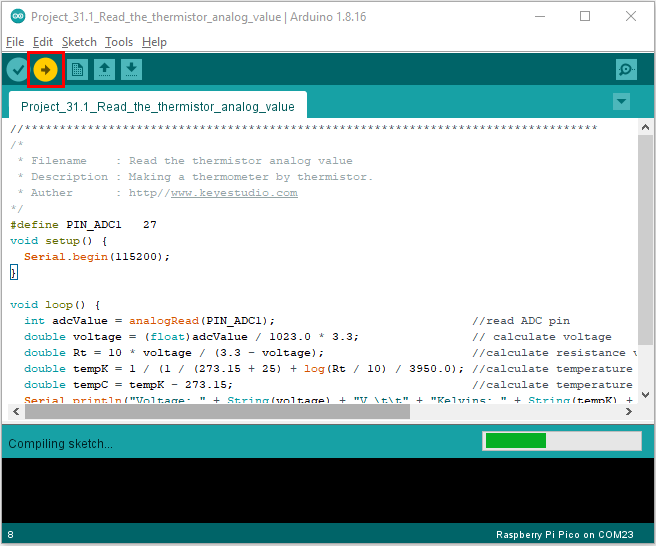 Project_31.1_Read_the_thermistor_analog_value | Arduino 1.8.16
File Edit Sketch Tools Help
Project_31.1_Read_the_thermistor_analog_value
//**********************************************************************************
/*
 * Filename    : Read the thermistor analog value
 * Description : Making a thermometer by thermistor.
 * Auther      : http//www.keyestudio.com
*/
#define PIN_ADC1   27
void setup() {
  Serial.begin(115200);
}
void loop() {
  int adcValue = analogRead(PIN_ADC1);                            //read ADC pin
  double voltage = (float)adcValue / 1023.0 * 3.3;                // calculate voltage
  double Rt = 10 * voltage / (3.3 - voltage);                     //calculate resistance v
  double tempK = 1 / (1 / (273.15 + 25) + log(Rt / 10) / 3950.0); //calculate temperature
  double tempC = tempK - 273.15;                                  //calculate temperature
  Serial.println("Voltage: " + String(voltage) + "V,\t\t" + "Kelvins: " + String(tempK) +
Compiling sketch...
8 Raspberry Pi Pico on COM23